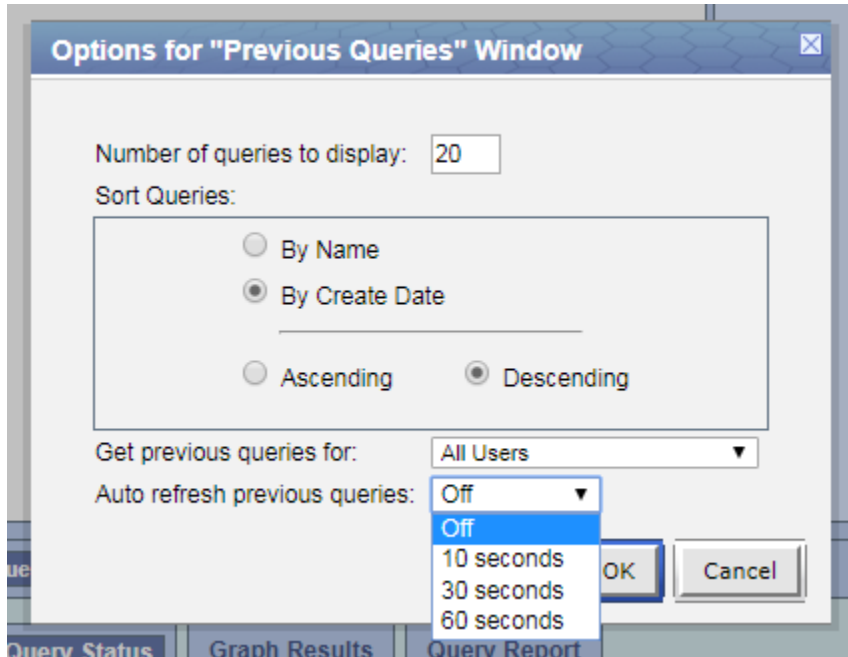 Options for "Previous Queries" Window
Number of queries to display: 20
Sort Queries:
By Name
By Create Date
Ascending Descending
Get previous queries for: All Users
Auto refresh previous queries: Off
Off
10 seconds
30 seconds
60 seconds
OK Cancel
Query Status Graph Results Query Report